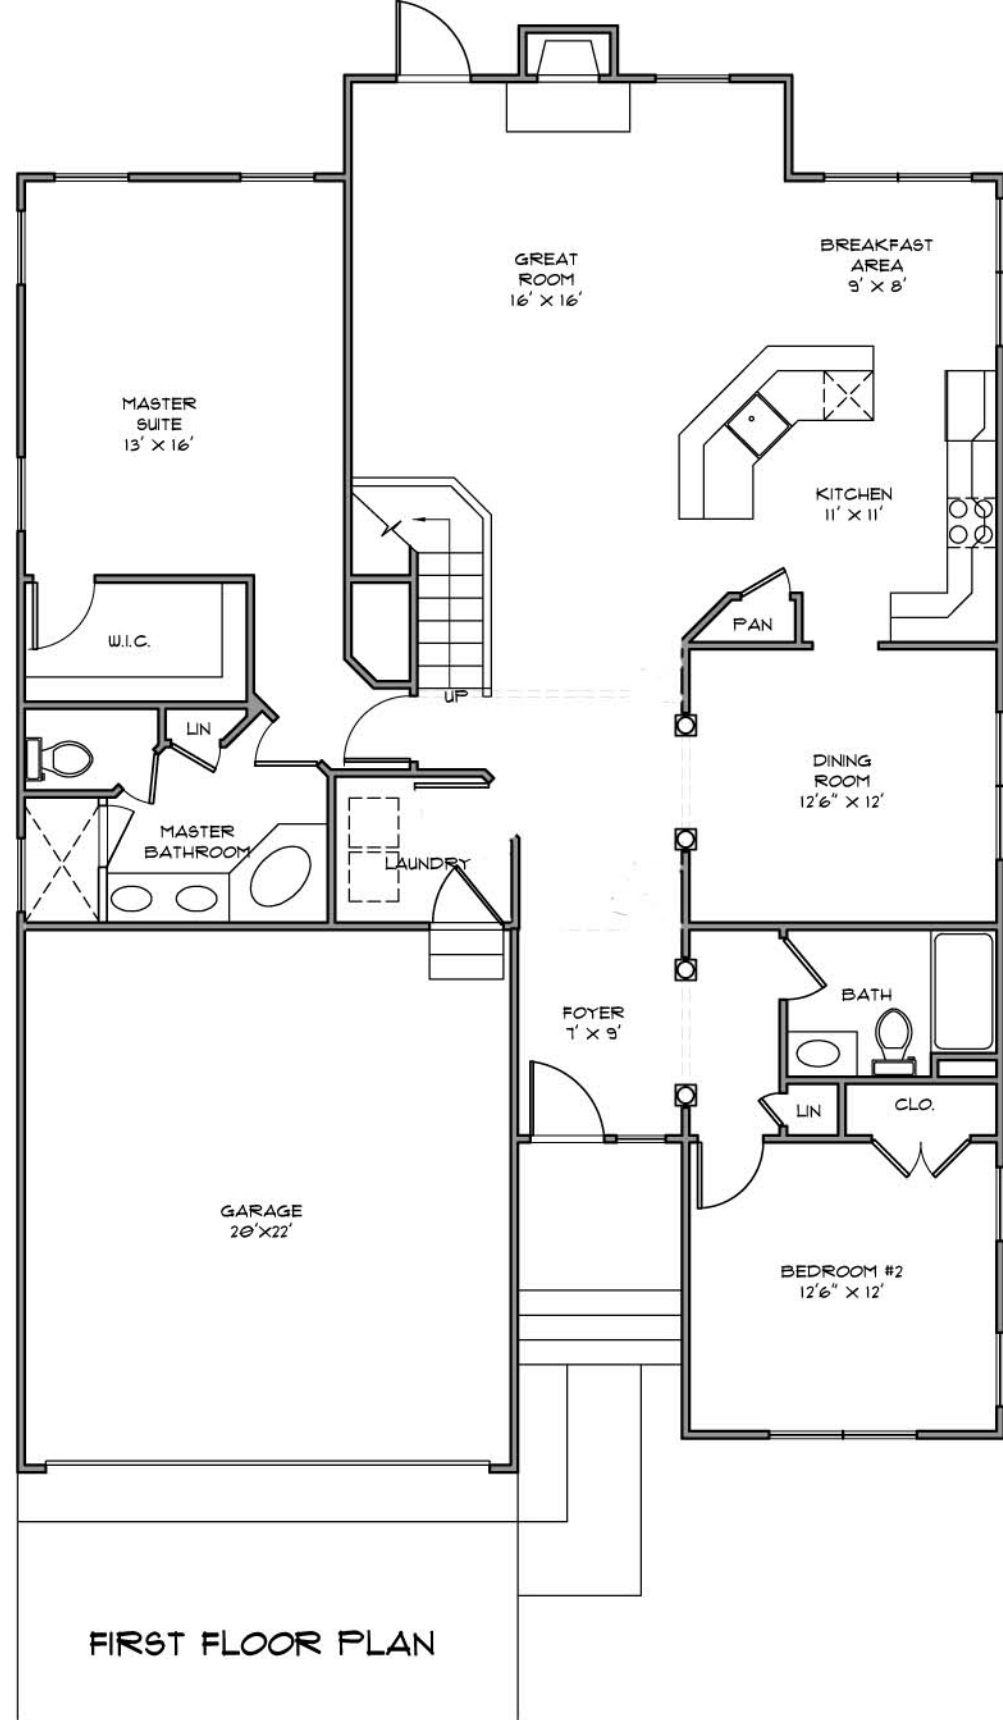 GREAT
ROOM
16' X 16'
BREAKFAST
AREA
9' X 8'
MASTER
SUITE
13' X 16'
KITCHEN
11' X 11'
PAN
W.I.C.
UP
LIN
DINING
ROOM
12'6" X 12'
MASTER
BATHROOM
LAUNDRY
BATH
FOYER
7' X 9'
LIN
CLO.
GARAGE
20'X22'
BEDROOM #2
12'6" X 12'
FIRST FLOOR PLAN